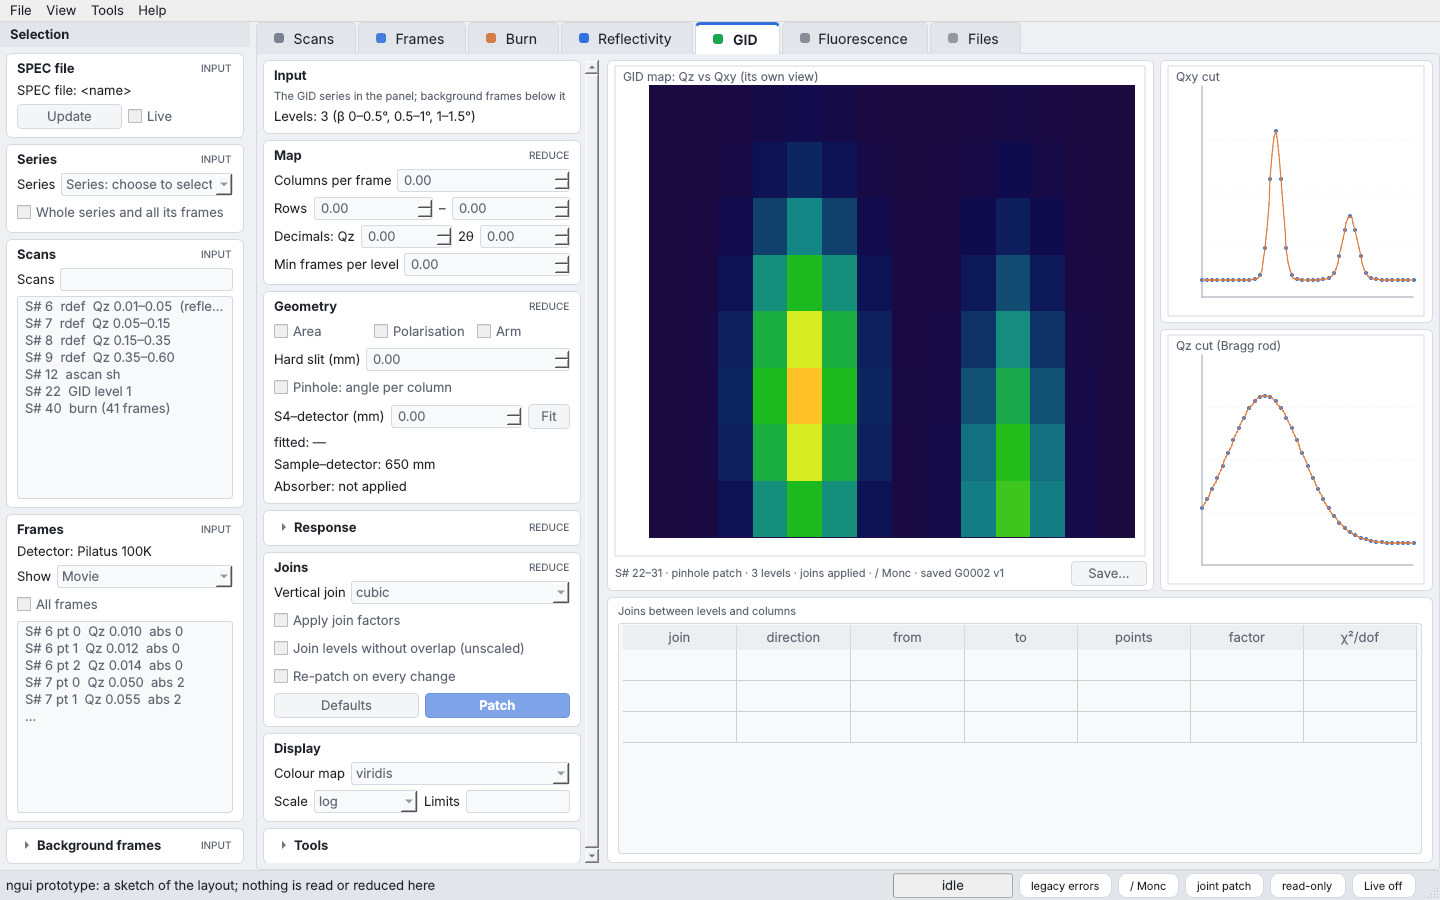 File View Tools Help
Selection
Scans Frames Burn Reflectivity GID Fluorescence Files
SPEC file INPUT
SPEC file: <name>
Update Live
Series INPUT
Series Series: choose to select
Whole series and all its frames
Scans INPUT
Scans
S# 6 rdef Qz 0.01–0.05 (refle...
S# 7 rdef Qz 0.05–0.15
S# 8 rdef Qz 0.15–0.35
S# 9 rdef Qz 0.35–0.60
S# 12 ascan sh
S# 22 GID level 1
S# 40 burn (41 frames)
Frames INPUT
Detector: Pilatus 100K
Show Movie
All frames
S# 6 pt 0 Qz 0.010 abs 0
S# 6 pt 1 Qz 0.012 abs 0
S# 6 pt 2 Qz 0.014 abs 0
S# 7 pt 0 Qz 0.050 abs 2
S# 7 pt 1 Qz 0.055 abs 2
...
Background frames INPUT
Input
The GID series in the panel; background frames below it
Levels: 3 (β 0–0.5°, 0.5–1°, 1–1.5°)
Map REDUCE
Columns per frame 0.00
Rows 0.00 – 0.00
Decimals: Qz 0.00 2θ 0.00
Min frames per level 0.00
Geometry REDUCE
Area Polarisation Arm
Hard slit (mm) 0.00
Pinhole: angle per column
S4–detector (mm) 0.00 Fit
fitted: —
Sample–detector: 650 mm
Absorber: not applied
Response REDUCE
Joins REDUCE
Vertical join cubic
Apply join factors
Join levels without overlap (unscaled)
Re-patch on every change
Defaults Patch
Display
Colour map viridis
Scale log Limits
Tools
GID map: Qz vs Qxy (its own view)
S# 22–31 · pinhole patch · 3 levels · joins applied · / Monc · saved G0002 v1 Save...
Qxy cut
Qz cut (Bragg rod)
Joins between levels and columns
join direction from to points factor χ²/dof
ngui prototype: a sketch of the layout; nothing is read or reduced here
idle legacy errors / Monc joint patch read-only Live off